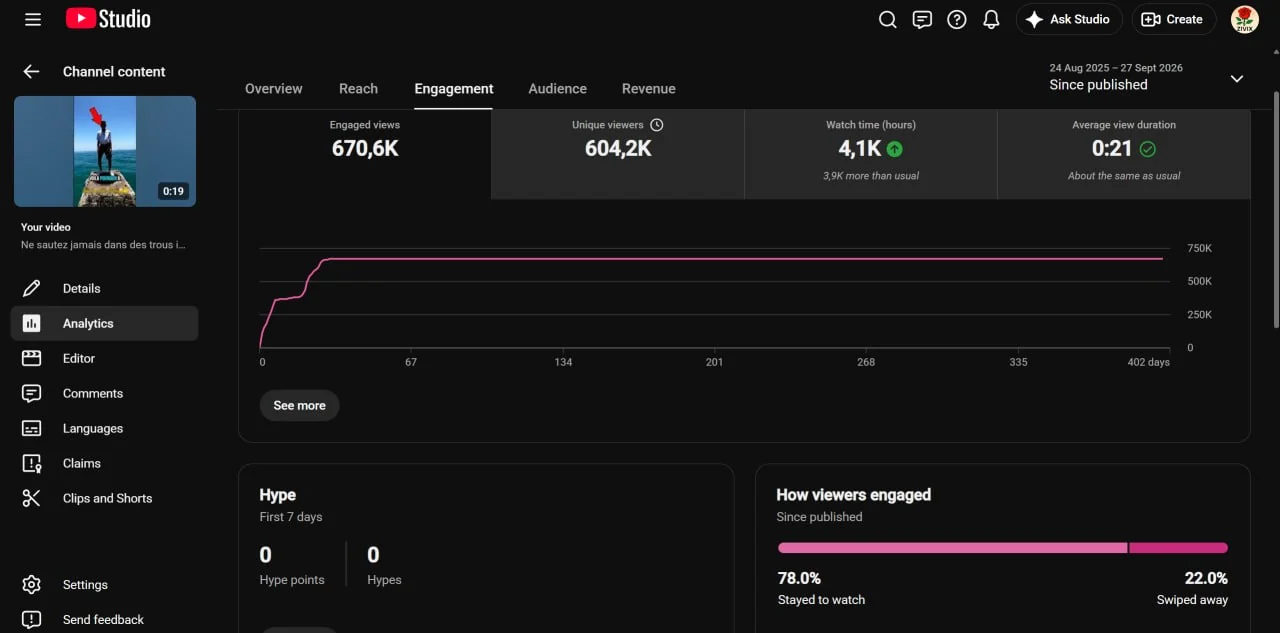 Studio
Ask Studio
Create
ZIVIX
Channel content
0:19
Your video
Ne sautez jamais dans des trous i…
Details
Analytics
Editor
Comments
Languages
Claims
Clips and Shorts
Settings
Send feedback
Overview
Reach
Engagement
Audience
Revenue
24 Aug 2025 – 27 Sept 2026
Since published
Engaged views
670,6K
Unique viewers
604,2K
Watch time (hours)
4,1K
3,9K more than usual
Average view duration
0:21
About the same as usual
750K
500K
250K
0
0 67 134 201 268 335 402 days
See more
Hype
First 7 days
0
Hype points
0
Hypes
How viewers engaged
Since published
78.0%
Stayed to watch
22.0%
Swiped away